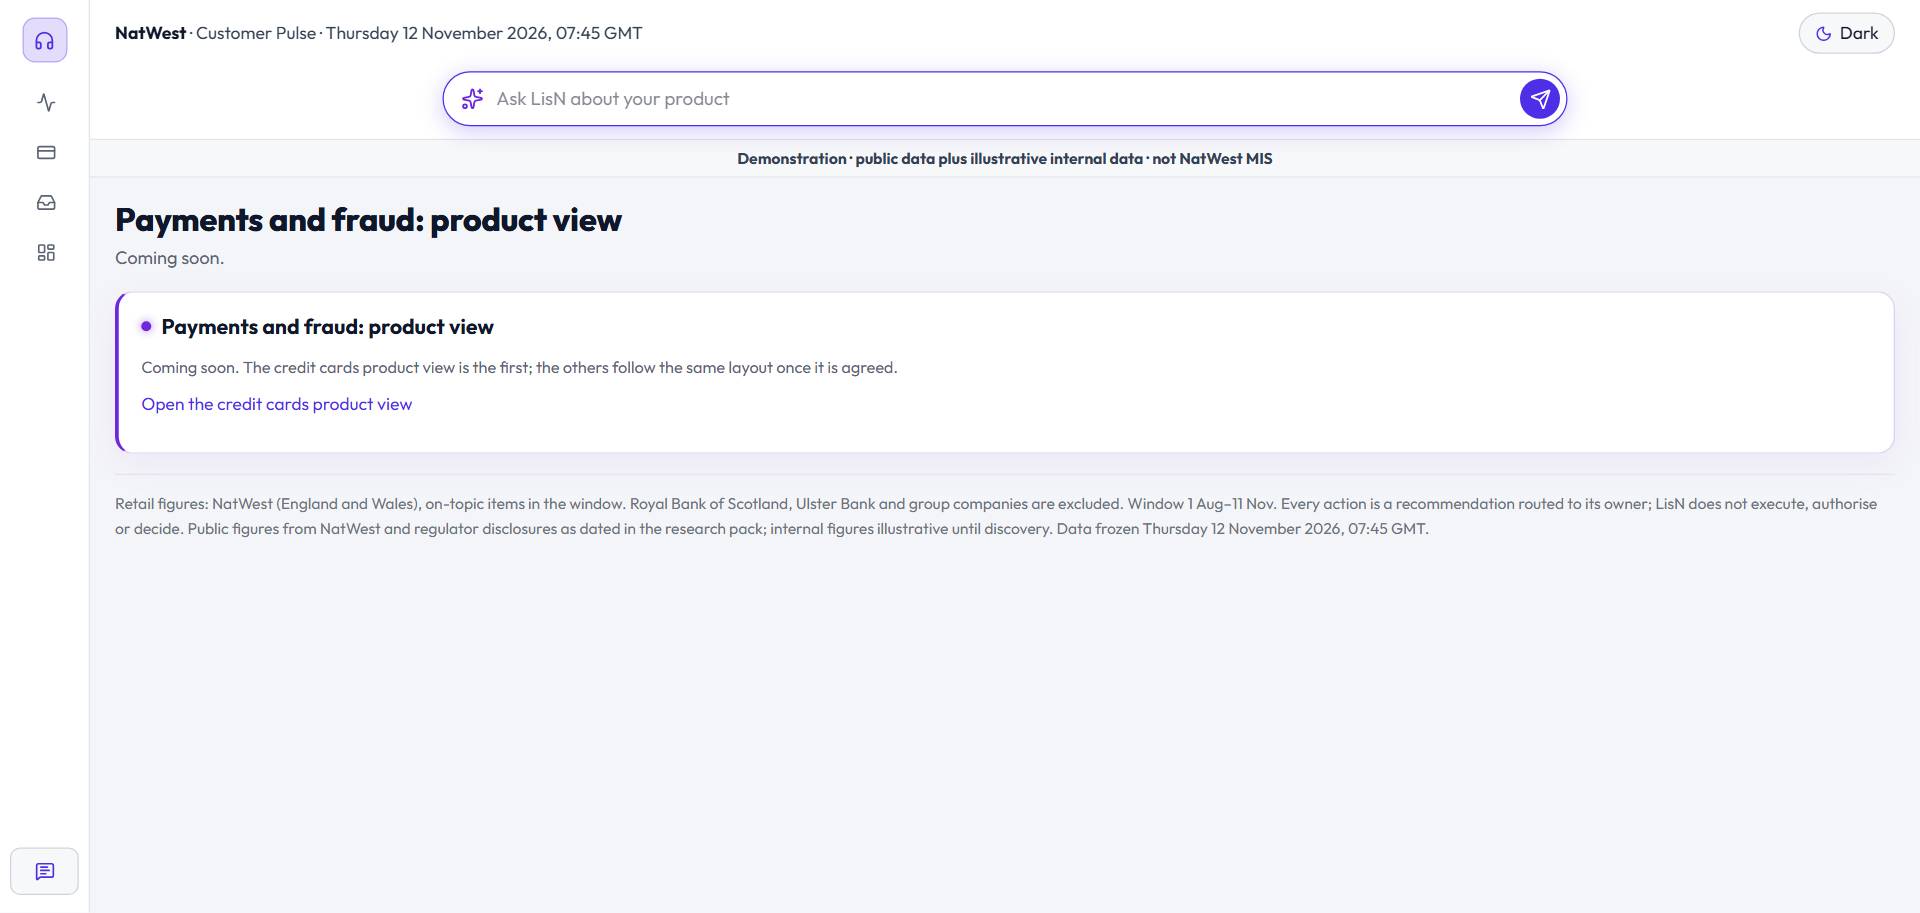 NatWest · Customer Pulse · Thursday 12 November 2026, 07:45 GMT
Dark
Ask LisN about your product
Demonstration · public data plus illustrative internal data · not NatWest MIS
Payments and fraud: product view
Coming soon.
Payments and fraud: product view
Coming soon. The credit cards product view is the first; the others follow the same layout once it is agreed.
Open the credit cards product view
Retail figures: NatWest (England and Wales), on-topic items in the window. Royal Bank of Scotland, Ulster Bank and group companies are excluded. Window 1 Aug–11 Nov. Every action is a recommendation routed to its owner; LisN does not execute, authorise
or decide. Public figures from NatWest and regulator disclosures as dated in the research pack; internal figures illustrative until discovery. Data frozen Thursday 12 November 2026, 07:45 GMT.